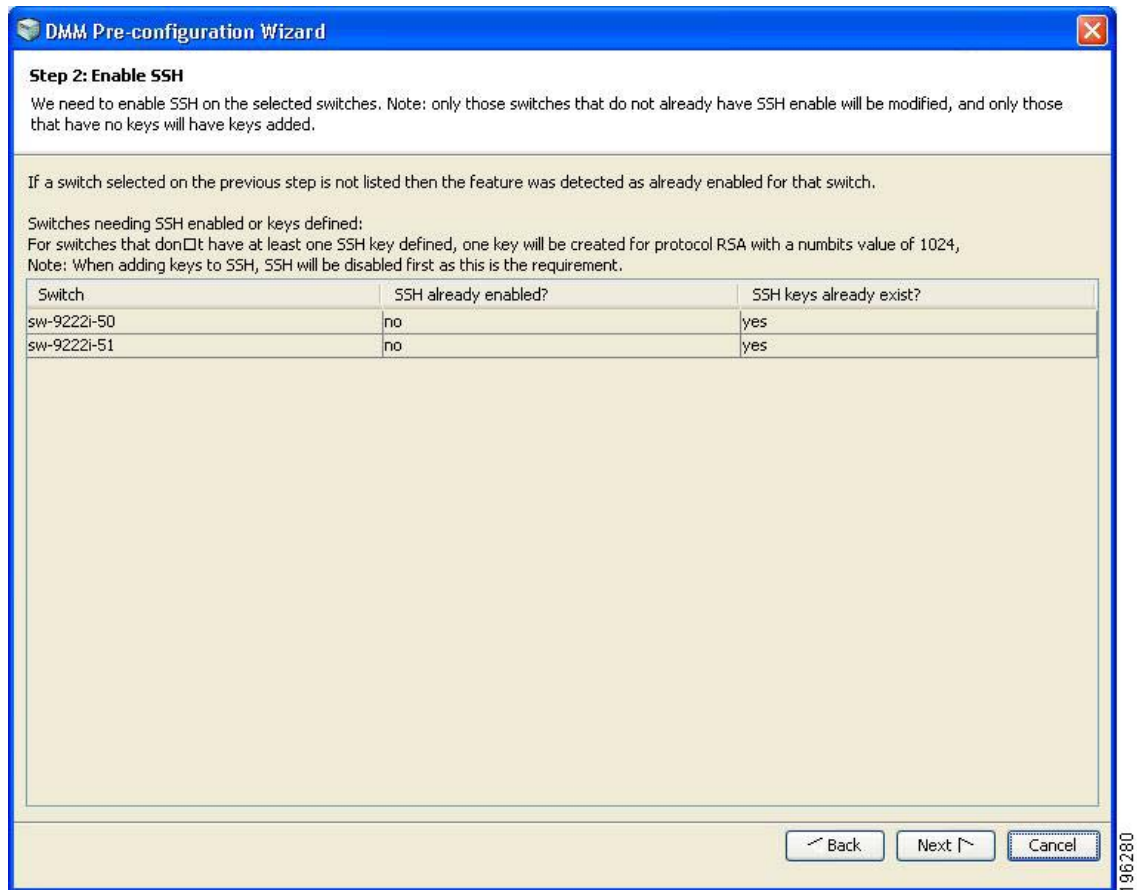 DMM Pre-configuration Wizard
Step 2: Enable SSH
We need to enable SSH on the selected switches. Note: only those switches that do not already have SSH enable will be modified, and only those
that have no keys will have keys added.
If a switch selected on the previous step is not listed then the feature was detected as already enabled for that switch.
Switches needing SSH enabled or keys defined:
For switches that don□t have at least one SSH key defined, one key will be created for protocol RSA with a numbits value of 1024,
Note: When adding keys to SSH, SSH will be disabled first as this is the requirement.
Switch SSH already enabled? SSH keys already exist?
sw-9222i-50 no yes
sw-9222i-51 no yes
Back Next Cancel
196280